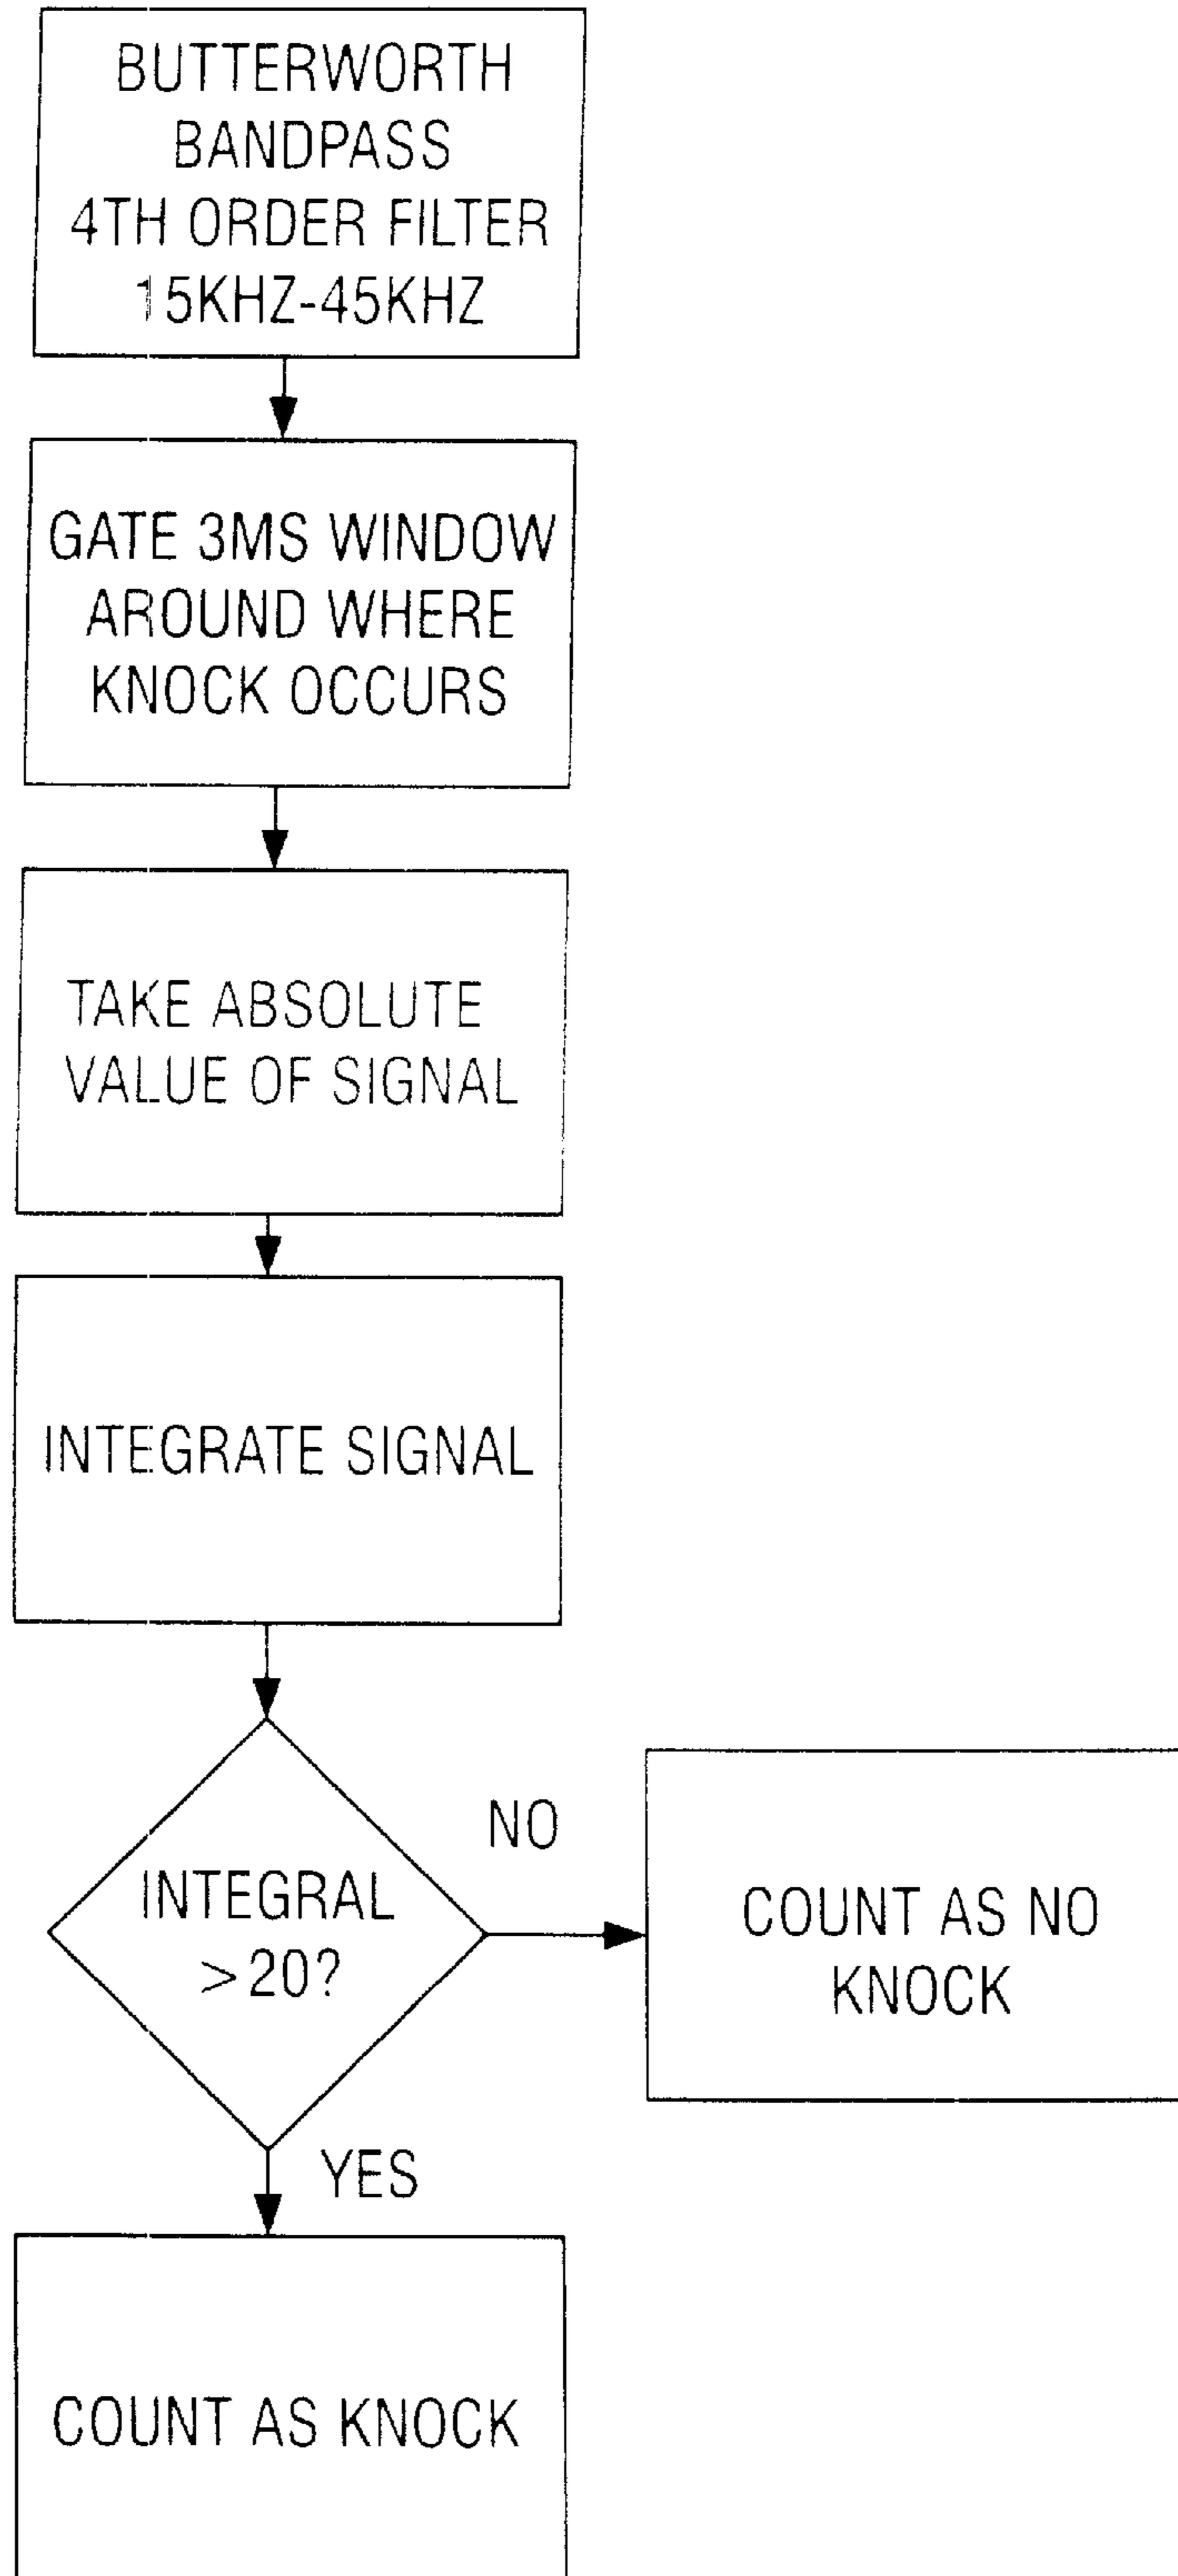 BUTTERWORTH
BANDPASS
4TH ORDER FILTER
15KHZ-45KHZ
GATE 3MS WINDOW
AROUND WHERE
KNOCK OCCURS
TAKE ABSOLUTE
VALUE OF SIGNAL
INTEGRATE SIGNAL
INTEGRAL
>20?
NO
COUNT AS NO
KNOCK
YES
COUNT AS KNOCK